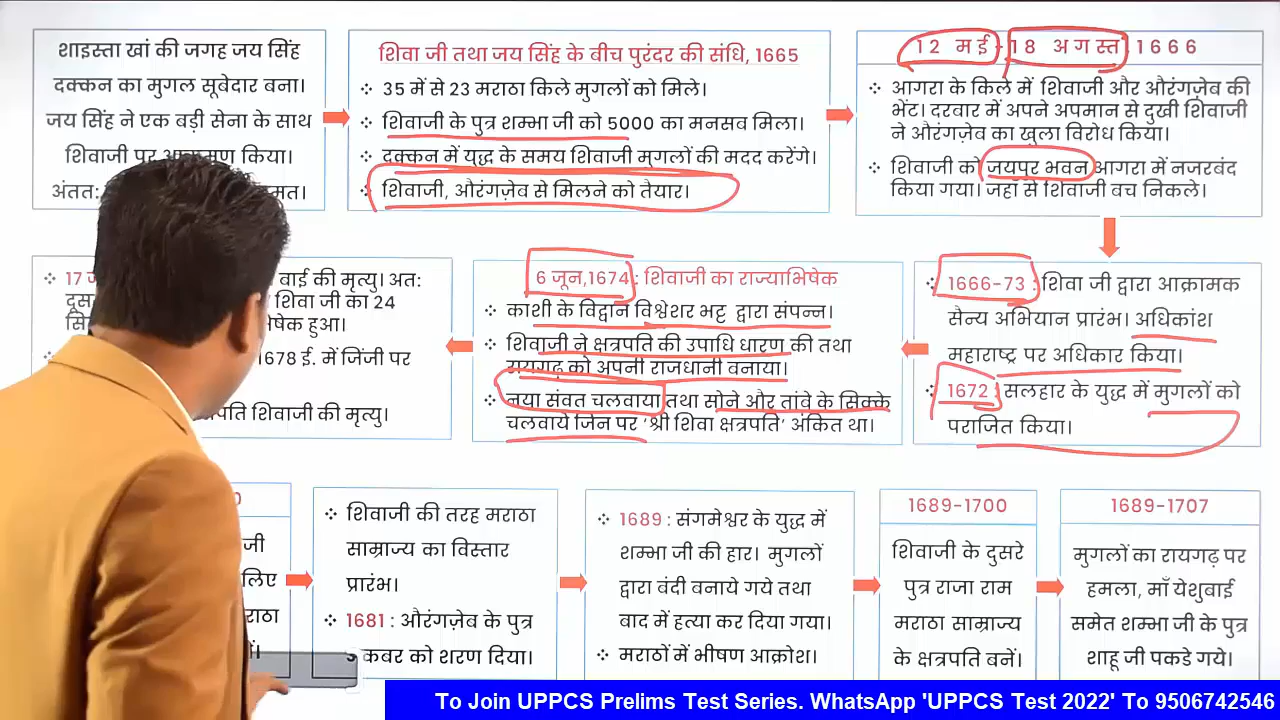 शाइस्ता खां की जगह जय सिंह
दक्कन का मुगल सूबेदार बना।
जय सिंह ने एक बड़ी सेना के साथ
शिवाजी पर आक्रमण किया।
अंततः
शिवा जी तथा जय सिंह के बीच पुरंदर की संधि, 1665
❖ 35 में से 23 मराठा किले मुगलों को मिले।
❖ शिवाजी के पुत्र शम्भा जी को 5000 का मनसब मिला।
❖ दक्कन में युद्ध के समय शिवाजी मुगलों की मदद करेंगे।
❖ शिवाजी, औरंगज़ेब से मिलने को तैयार।
12 मई-18 अगस्त, 1666
❖ आगरा के किले में शिवाजी और औरंगज़ेब की
भेंट। दरबार में अपने अपमान से दुखी शिवाजी
ने औरंगज़ेब का खुला विरोध किया।
❖ शिवाजी को जयपुर भवन आगरा में नजरबंद
किया गया। जहाँ से शिवाजी बच निकले।
❖ 1666-73 : शिवा जी द्वारा आक्रामक
सैन्य अभियान प्रारंभ। अधिकांश
महाराष्ट्र पर अधिकार किया।
❖ 1672 : सलहार के युद्ध में मुगलों को
पराजित किया।
6 जून,1674 : शिवाजी का राज्याभिषेक
❖ काशी के विद्वान विश्वेशर भट्ट द्वारा संपन्न।
❖ शिवाजी ने क्षत्रपति की उपाधि धारण की तथा
रायगढ़ को अपनी राजधानी बनाया।
❖ नया संवत चलवाया तथा सोने और तांबे के सिक्के
चलवाये जिन पर 'श्री शिवा क्षत्रपति' अंकित था।
❖ 17 वाई की मृत्यु। अतः
शिवा जी का 24
हुआ।
1678 ई. में जिंजी पर
शिवाजी की मृत्यु।
जी
लिए
❖ शिवाजी की तरह मराठा
साम्राज्य का विस्तार
प्रारंभ।
❖ 1681 : औरंगज़ेब के पुत्र
को शरण दिया।
❖ 1689 : संगमेश्वर के युद्ध में
शम्भा जी की हार। मुगलों
द्वारा बंदी बनाये गये तथा
बाद में हत्या कर दिया गया।
❖ मराठों में भीषण आक्रोश।
1689-1700
शिवाजी के दुसरे
पुत्र राजा राम
मराठा साम्राज्य
के क्षत्रपति बनें।
1689-1707
मुगलों का रायगढ़ पर
हमला, माँ येशुबाई
समेत शम्भा जी के पुत्र
शाहू जी पकडे गये।
To Join UPPCS Prelims Test Series. WhatsApp 'UPPCS Test 2022' To 9506742546